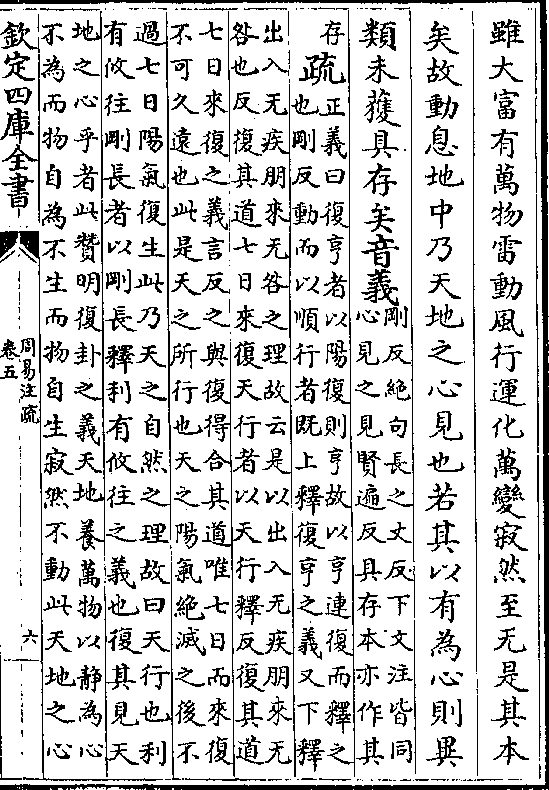 雖大富有萬物雷動風行運化萬變寂然至无是其本
矣故動息地中乃天地之心見也若其以有為心則異
類未獲具存矣音義剛反絶句長之丈反下文注皆同
心見之見賢遍反具存本亦作其
存疏正義曰復亨者以陽復則亨故以亨連復而釋之
也剛反動而以順行者既上釋復亨之義又下釋
出入无疾朋來无咎之理故云是以出入无疾朋來无
咎也反復其道七日來復天行者以天行釋反復其道
七日來復之義言反之與復得合其道唯七日而來復
不可久遠也此是天之所行也天之陽氣絶滅之後不
過七日陽氣復生此乃天之自然之理故曰天行也利
有攸往剛長者以剛長釋利有攸往之義也復其見天
地之心乎者此贊明復卦之義天地養萬物以靜為心
不為而物自為不生而物自生寂然不動此天地之心
欽定四庫全書
周易注疏
卷五
六